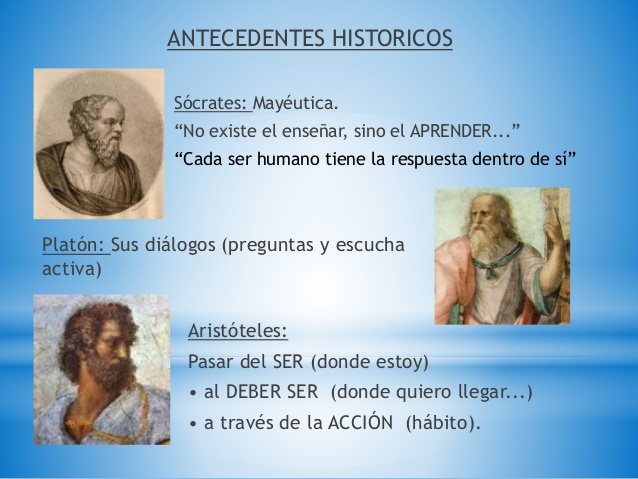 ANTECEDENTES HISTORICOS
Sócrates: Mayéutica.
“No existe el enseñar, sino el APRENDER...”
“Cada ser humano tiene la respuesta dentro de sí”
Platón: Sus diálogos (preguntas y escucha
activa)
Aristóteles:
Pasar del SER (donde estoy)
• al DEBER SER (donde quiero llegar...)
• a través de la ACCIÓN (hábito).